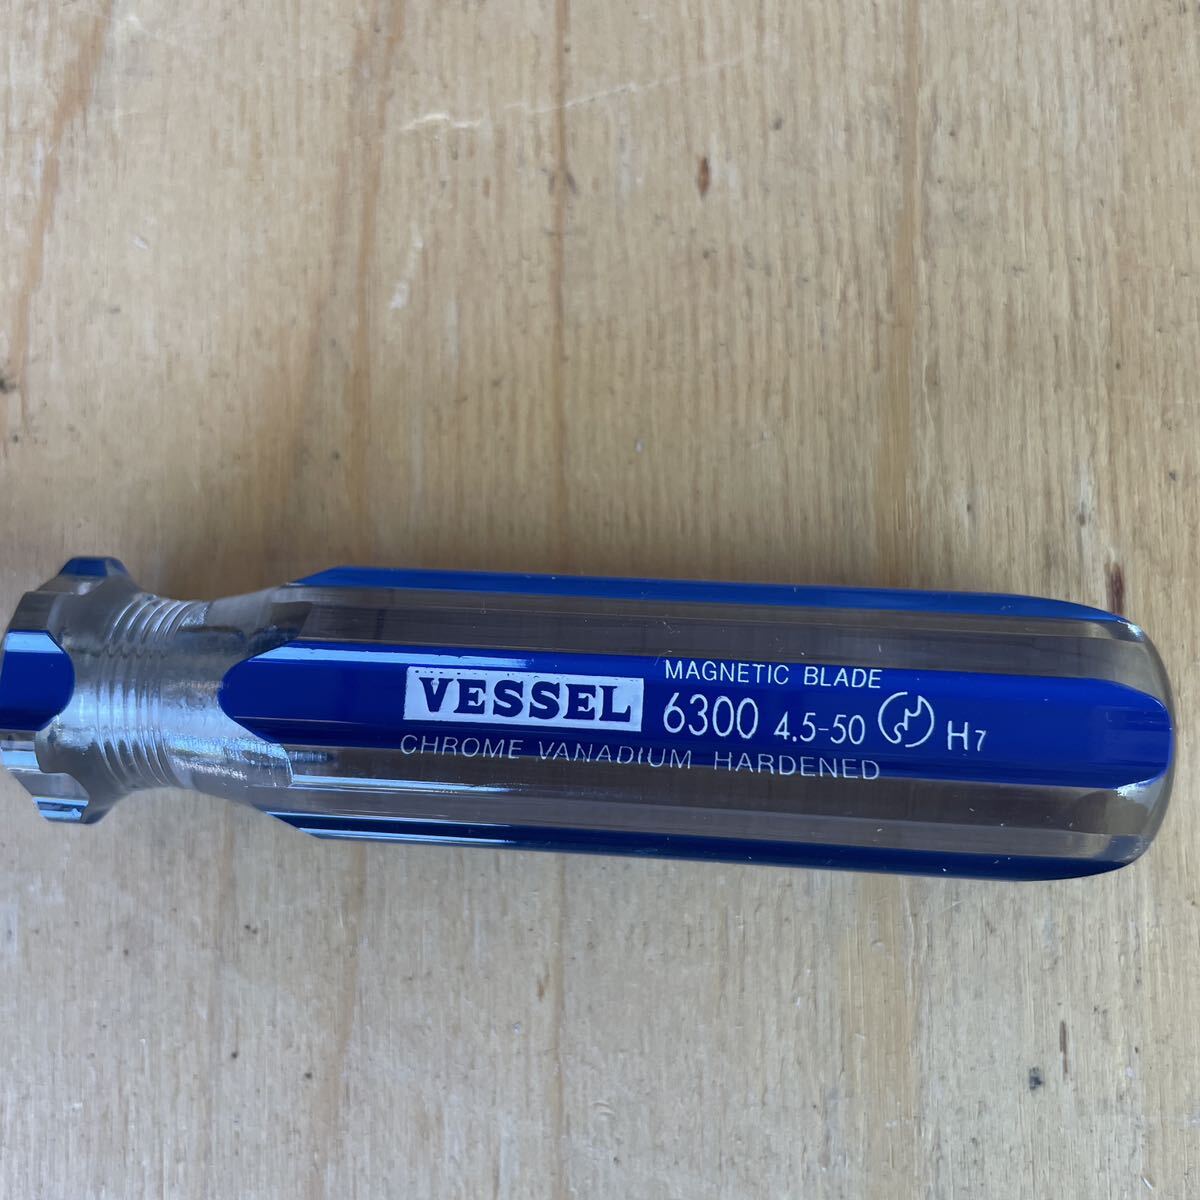 VESSEL
MAGNETIC BLADE
6300 4.5-50 H7
CHROME VANADIUM HARDENED